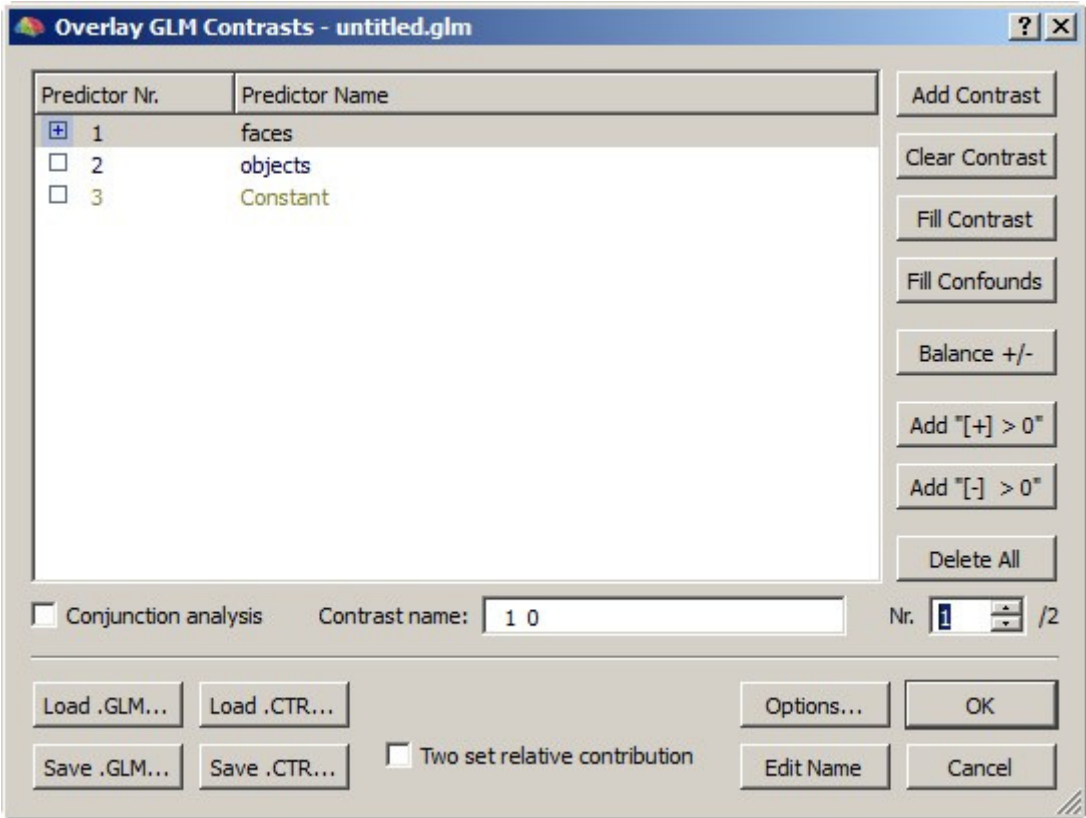 Overlay GLM Contrasts - untitled.glm
Predictor Nr. Predictor Name
1 faces
2 objects
3 Constant
Add Contrast
Clear Contrast
Fill Contrast
Fill Confounds
Balance +/-
Add "[+] > 0"
Add "[-] > 0"
Delete All
Conjunction analysis Contrast name: 1 0 Nr. 1 /2
Load .GLM... Load .CTR... Options... OK
Save .GLM... Save .CTR... Two set relative contribution Edit Name Cancel